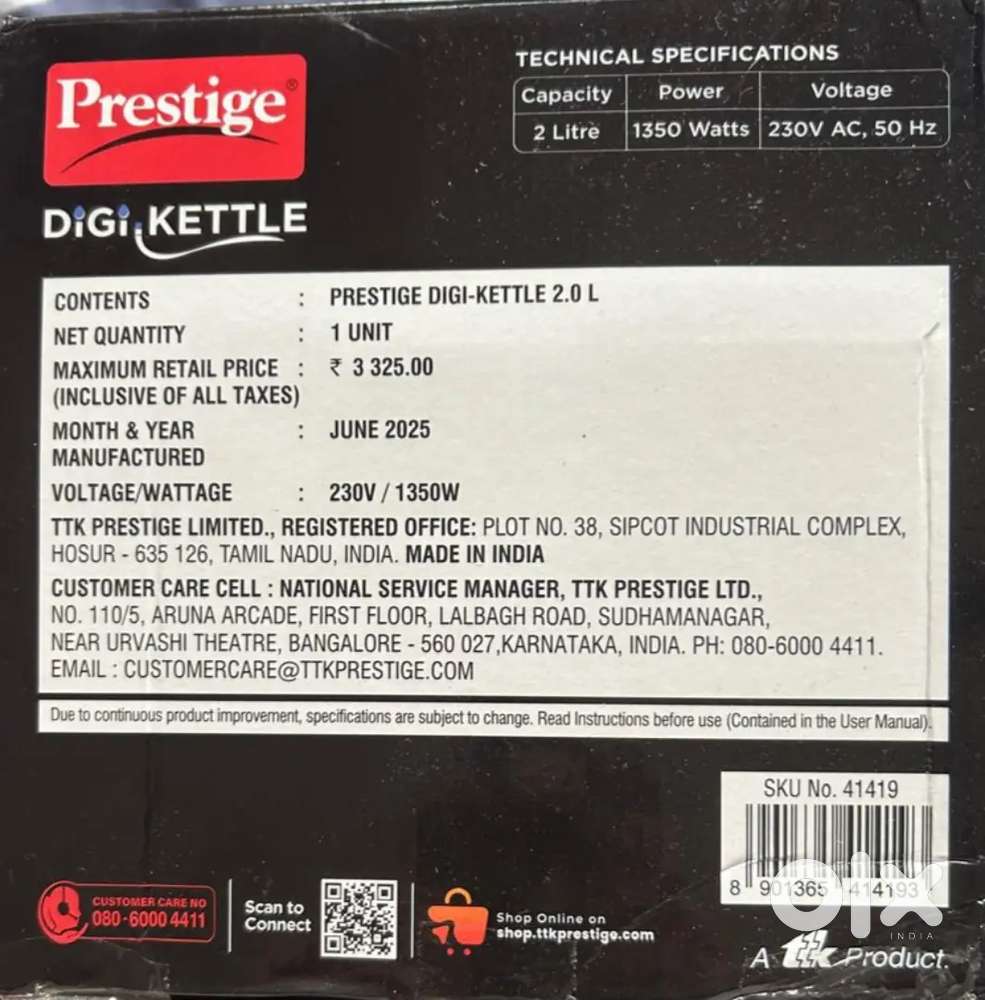 Prestige®
DiGi.KETTLE
TECHNICAL SPECIFICATIONS
Capacity Power Voltage
2 Litre 1350 Watts 230V AC, 50 Hz
CONTENTS : PRESTIGE DIGI-KETTLE 2.0 L
NET QUANTITY : 1 UNIT
MAXIMUM RETAIL PRICE : ₹ 3 325.00
(INCLUSIVE OF ALL TAXES)
MONTH & YEAR : JUNE 2025
MANUFACTURED
VOLTAGE/WATTAGE : 230V / 1350W
TTK PRESTIGE LIMITED., REGISTERED OFFICE: PLOT NO. 38, SIPCOT INDUSTRIAL COMPLEX,
HOSUR - 635 126, TAMIL NADU, INDIA. MADE IN INDIA
CUSTOMER CARE CELL : NATIONAL SERVICE MANAGER, TTK PRESTIGE LTD.,
NO. 110/5, ARUNA ARCADE, FIRST FLOOR, LALBAGH ROAD, SUDHAMANAGAR,
NEAR URVASHI THEATRE, BANGALORE - 560 027,KARNATAKA, INDIA. PH: 080-6000 4411.
EMAIL : CUSTOMERCARE@TTKPRESTIGE.COM
Due to continuous product improvement, specifications are subject to change. Read Instructions before use (Contained in the User Manual).
SKU No. 41419
8 901365 414193
CUSTOMER CARE NO
080-6000 4411
Scan to
Connect
Shop Online on
shop.ttkprestige.com
A ttk Product.
olx
INDIA